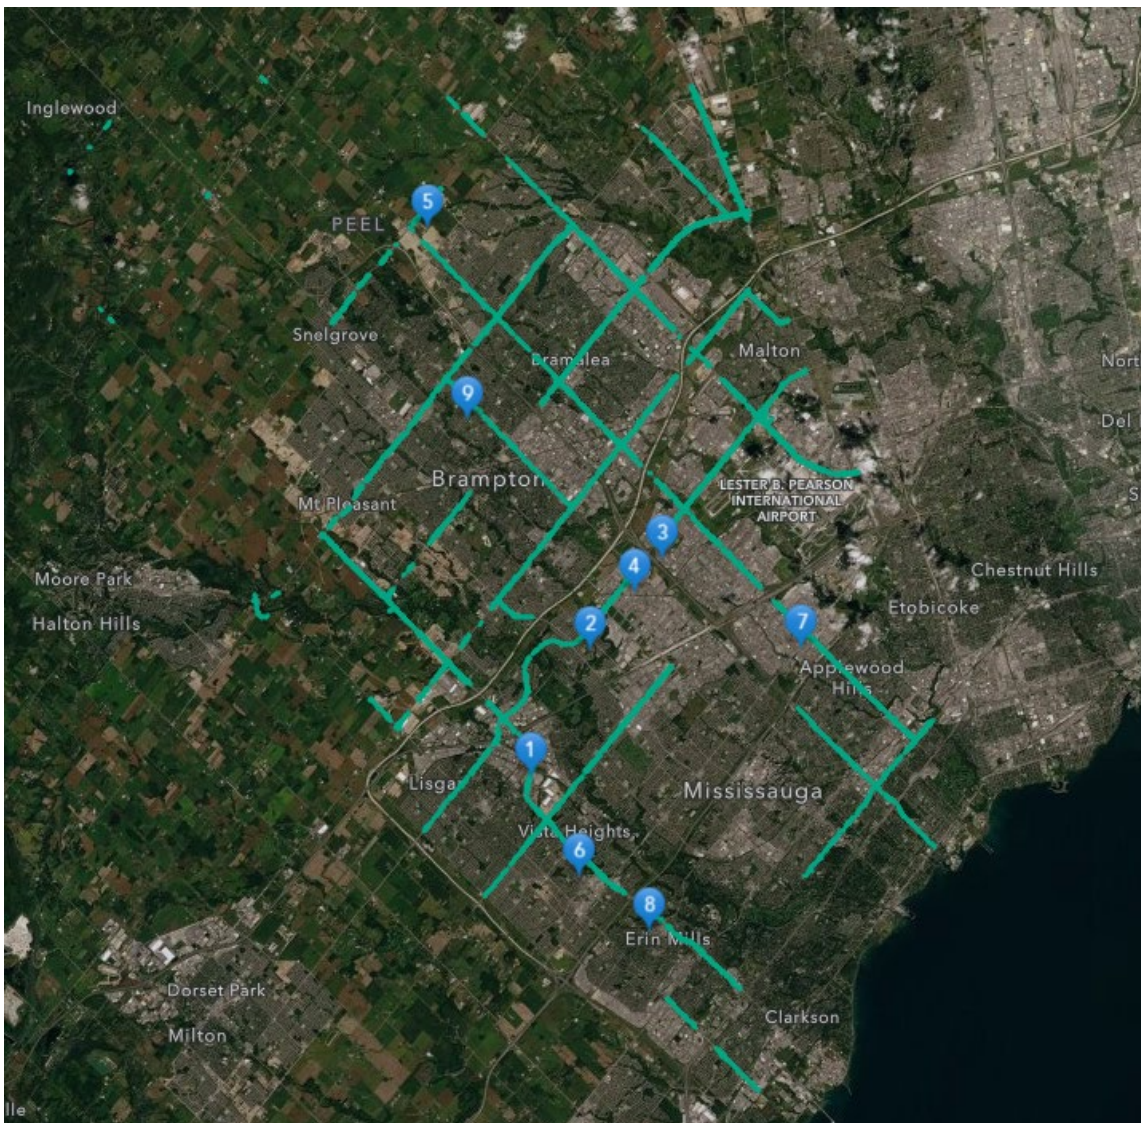 Inglewood
5
PEEL
Snelgrove
Bramalea
Malton
Nort
9
Del
Brampton
LESTER B. PEARSON
INTERNATIONAL
AIRPORT
S
Mt Pleasant
3
4
Moore Park
Chestnut Hills
Etobicoke
Halton Hills
2
7
Applewood
Hills
1
Lisgar
Mississauga
Vista Heights
6
8
Erin Mills
Dorset Park
Clarkson
Milton
lle